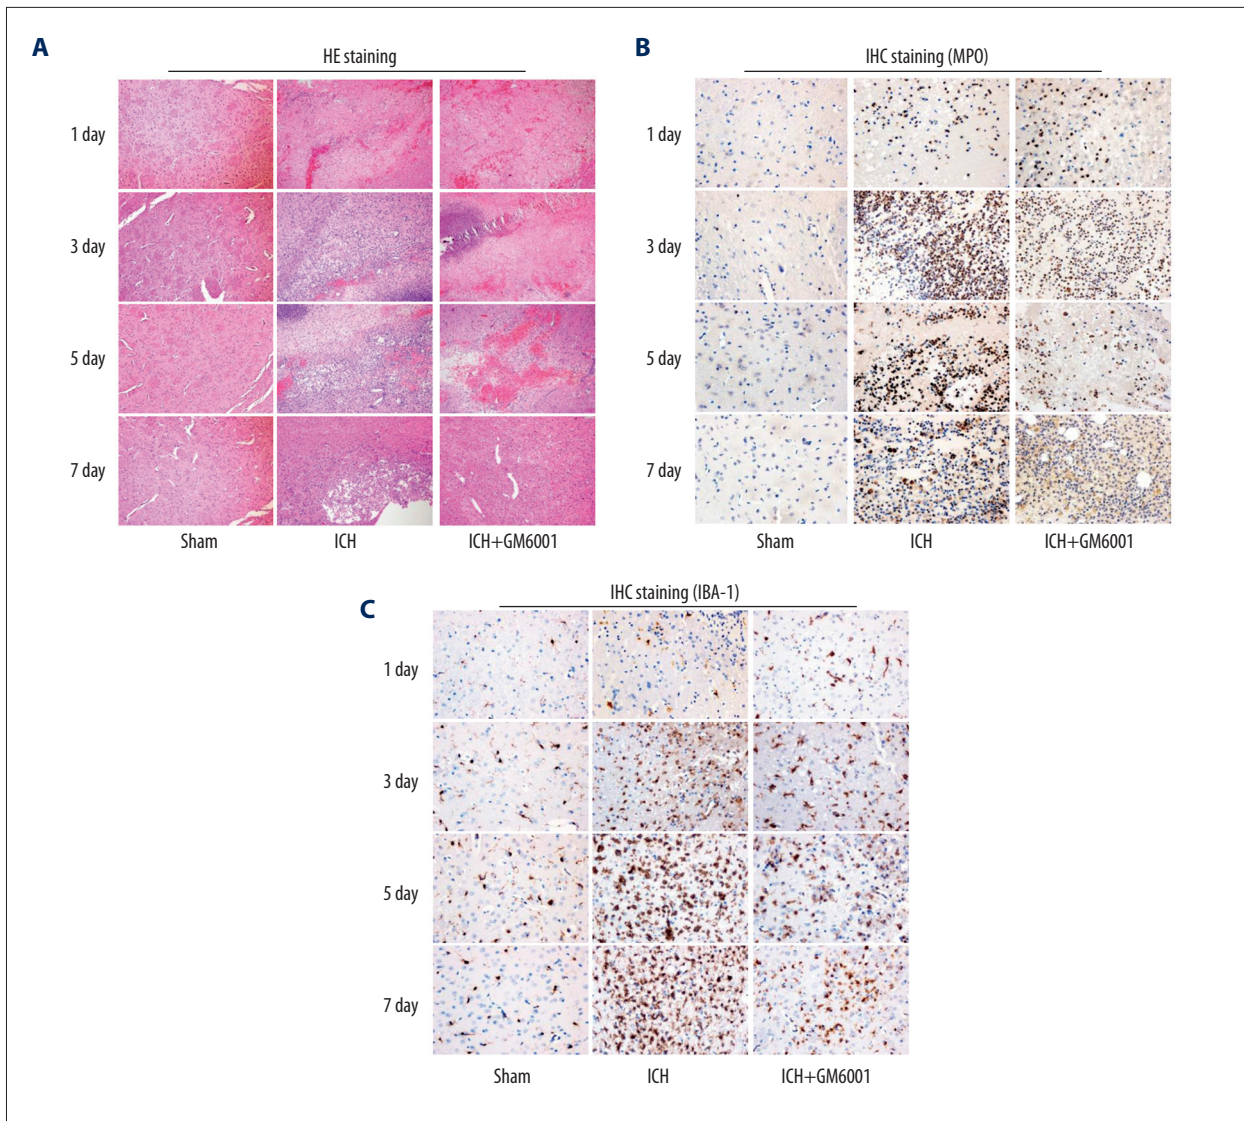 A
HE staining
1 day
3 day
5 day
7 day
Sham ICH ICH+GM6001
B
IHC staining (MPO)
1 day
3 day
5 day
7 day
Sham ICH ICH+GM6001
C
IHC staining (IBA-1)
1 day
3 day
5 day
7 day
Sham ICH ICH+GM6001